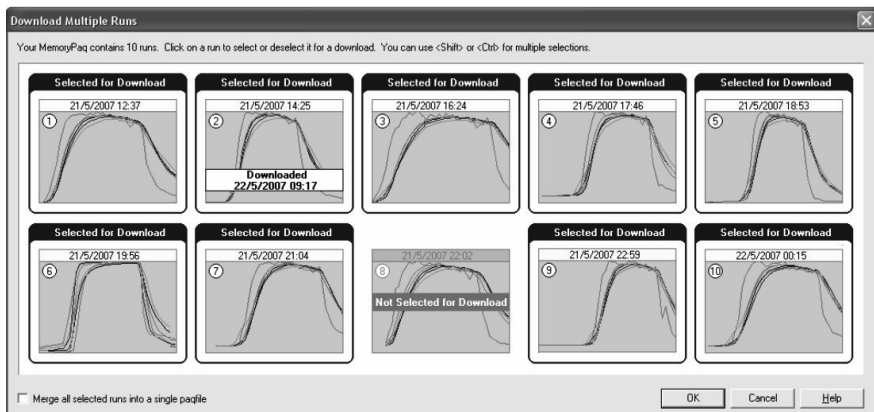 Download Multiple Runs
Your MemoryPaq contains 10 runs. Click on a run to select or deselect it for a download. You can use <Shift> or <Ctrl> for multiple selections.
Selected for Download
21/5/2007 12:37
1
Selected for Download
21/5/2007 14:25
2
Downloaded
22/5/2007 09:17
Selected for Download
21/5/2007 16:24
3
Selected for Download
21/5/2007 17:46
4
Selected for Download
21/5/2007 18:53
5
Selected for Download
21/5/2007 19:56
6
Selected for Download
21/5/2007 21:04
7
21/5/2007 22:02
8
Not Selected for Download
Selected for Download
21/5/2007 22:59
9
Selected for Download
22/5/2007 00:15
10
Merge all selected runs into a single paqfile
OK
Cancel
Help